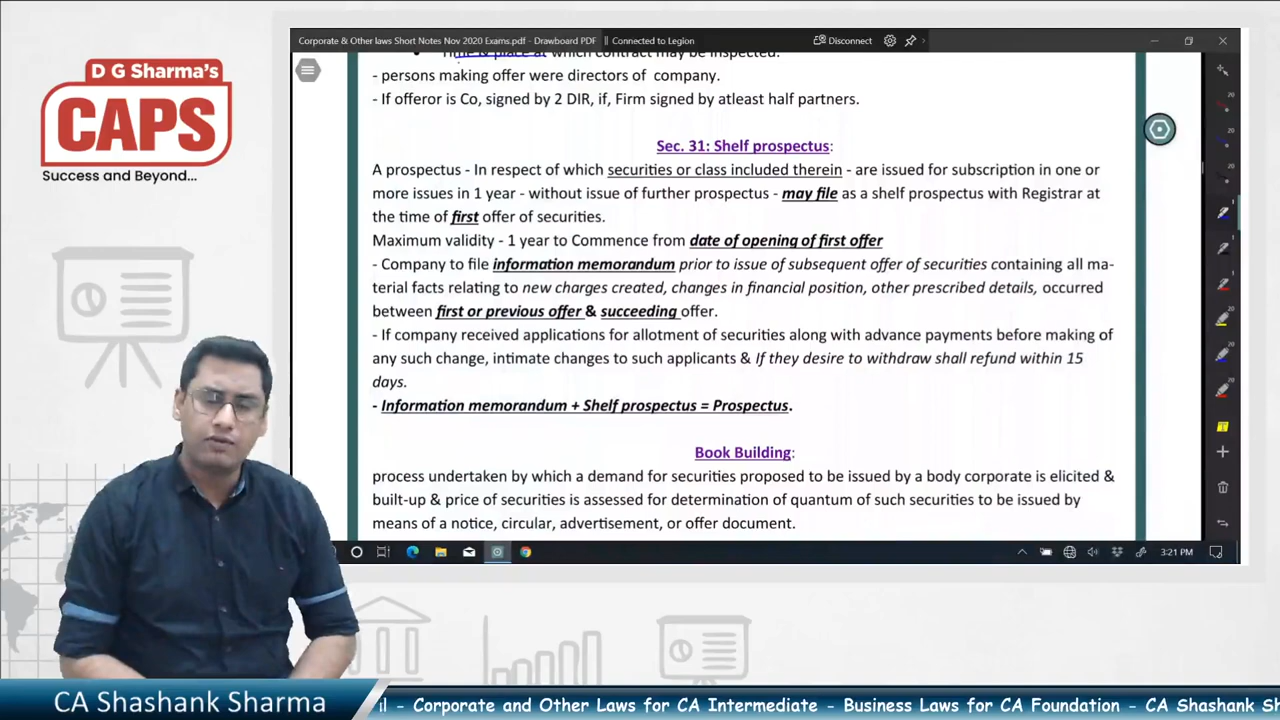 D G Sharma's
CAPS
Success and Beyond...
Corporate & Other laws Short Notes Nov 2020 Exams.pdf - Drawboard PDF || Connected to Legion
Disconnect
Time & place at which contract may be inspected.
- persons making offer were directors of company.
- If offeror is Co, signed by 2 DIR, if, Firm signed by atleast half partners.
Sec. 31: Shelf prospectus:
A prospectus - In respect of which securities or class included therein - are issued for subscription in one or
more issues in 1 year - without issue of further prospectus - may file as a shelf prospectus with Registrar at
the time of first offer of securities.
Maximum validity - 1 year to Commence from date of opening of first offer
- Company to file information memorandum prior to issue of subsequent offer of securities containing all ma-
terial facts relating to new charges created, changes in financial position, other prescribed details, occurred
between first or previous offer & succeeding offer.
- If company received applications for allotment of securities along with advance payments before making of
any such change, intimate changes to such applicants & If they desire to withdraw shall refund within 15
days.
- Information memorandum + Shelf prospectus = Prospectus.
Book Building:
process undertaken by which a demand for securities proposed to be issued by a body corporate is elicited &
built-up & price of securities is assessed for determination of quantum of such securities to be issued by
means of a notice, circular, advertisement, or offer document.
3:21 PM
CA Shashank Sharma
il - Corporate and Other Laws for CA Intermediate - Business Laws for CA Foundation - CA Shashank Sh